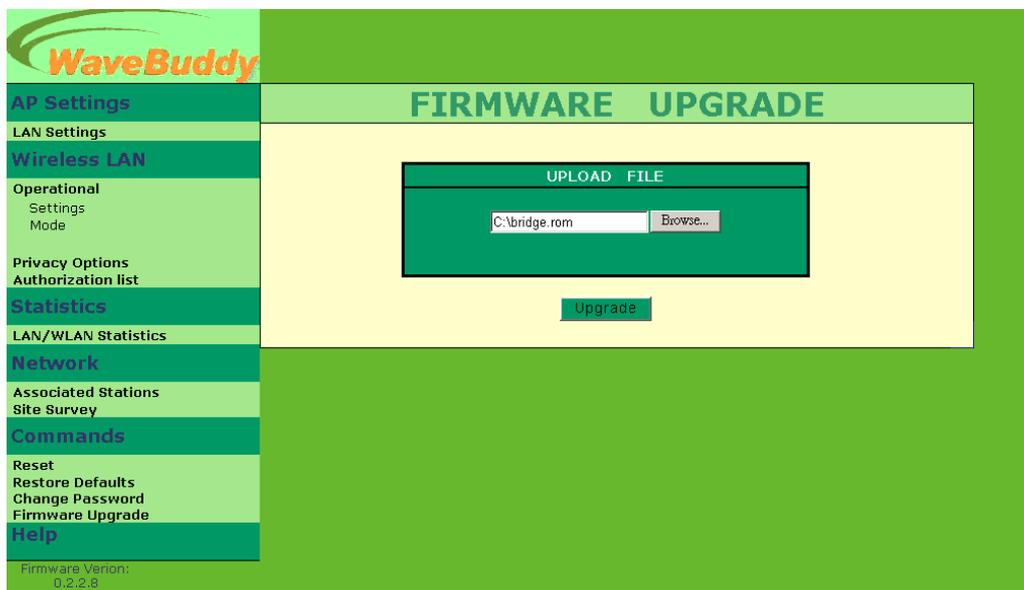 WaveBuddy
AP Settings
LAN Settings
Wireless LAN
Operational
Settings
Mode
Privacy Options
Authorization list
Statistics
LAN/WLAN Statistics
Network
Associated Stations
Site Survey
Commands
Reset
Restore Defaults
Change Password
Firmware Upgrade
Help
Firmware Verion:
0.2.2.8
FIRMWARE UPGRADE
UPLOAD FILE
C:\bridge.rom Browse...
Upgrade